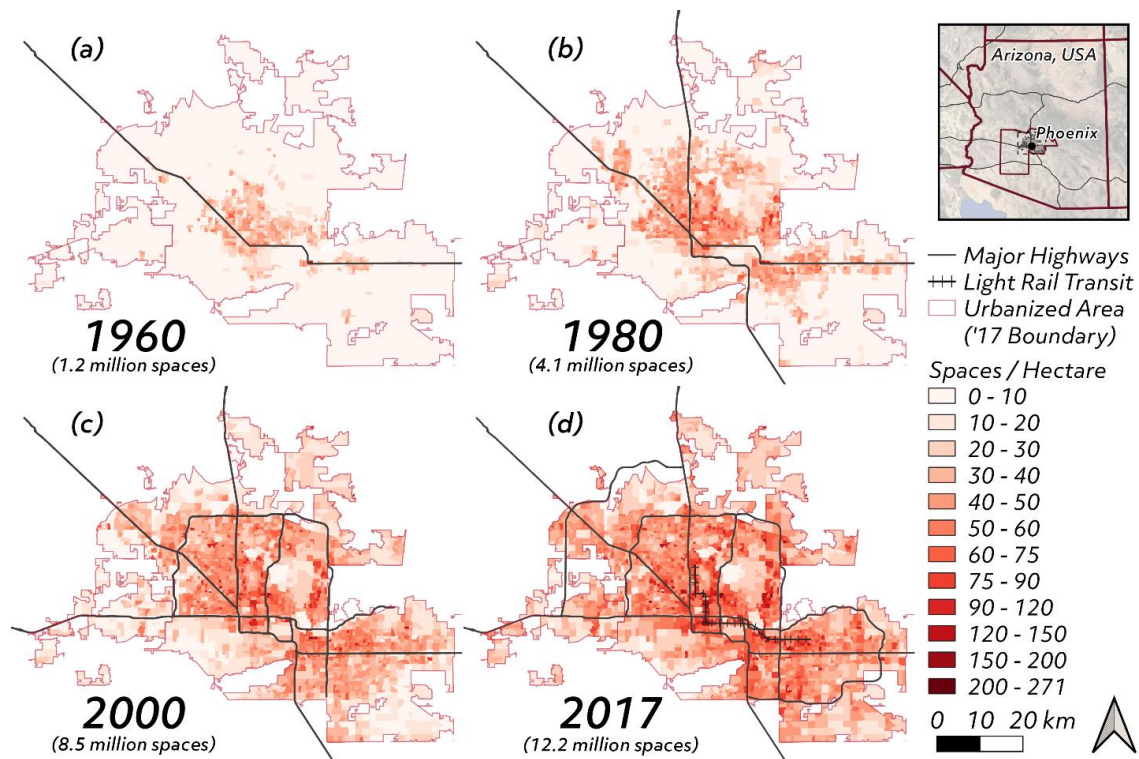 (a)
1960
(1.2 million spaces)
(b)
1980
(4.1 million spaces)
Arizona, USA
Phoenix
Major Highways
Light Rail Transit
Urbanized Area
('17 Boundary)
Spaces / Hectare
0 - 10
10 - 20
20 - 30
30 - 40
40 - 50
50 - 60
60 - 75
75 - 90
90 - 120
120 - 150
150 - 200
200 - 271
0 10 20 km
(c)
2000
(8.5 million spaces)
(d)
2017
(12.2 million spaces)